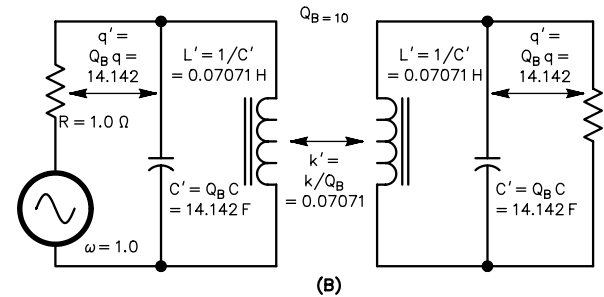 Q_B = 10
q' =
Q_B q =
14.142
L' = 1/C'
= 0.07071 H
L' = 1/C'
= 0.07071 H
q' =
Q_B q =
14.142
R = 1.0 Ω
k' =
k/Q_B
= 0.07071
C' = Q_B C
= 14.142 F
C' = Q_B C
= 14.142 F
ω = 1.0
(B)